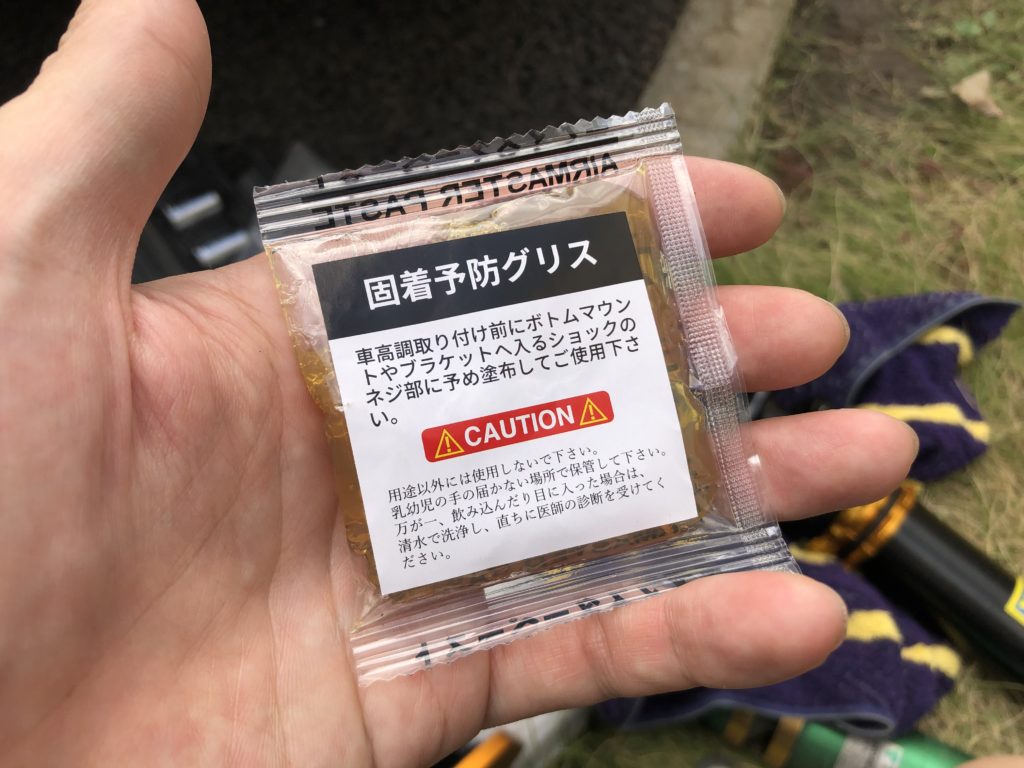 AIRMASTER PASTE
固着予防グリス
車高調取り付け前にボトムマウン
トやブラケットへ入るショックの
ネジ部に予め塗布してご使用下さ
い。
CAUTION
用途以外には使用しないで下さい。
乳幼児の手の届かない場所で保管して下さい。
万が一、飲み込んだり目に入った場合は、
清水で洗浄し、直ちに医師の診断を受けてく
ださい。